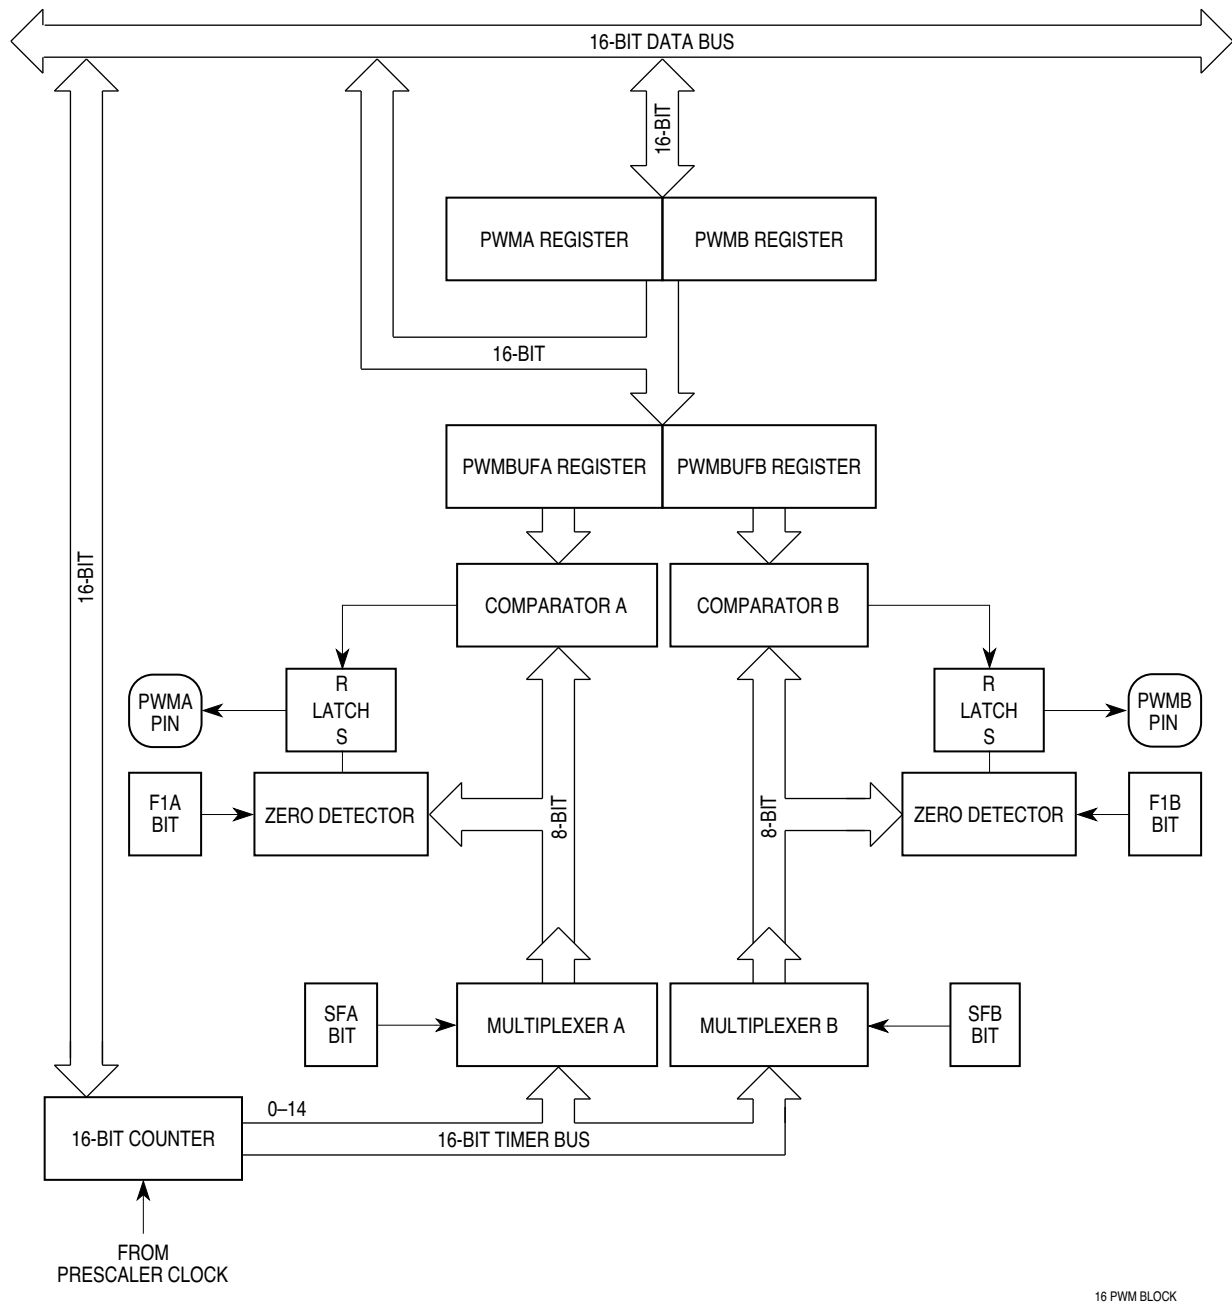 16-BIT DATA BUS
16-BIT
PWMA REGISTER
PWMB REGISTER
16-BIT
PWMBUFA REGISTER
PWMBUFB REGISTER
16-BIT
COMPARATOR A
COMPARATOR B
R
LATCH
S
R
LATCH
S
PWMA
PIN
PWMB
PIN
F1A
BIT
ZERO DETECTOR
8-BIT
8-BIT
ZERO DETECTOR
F1B
BIT
SFA
BIT
MULTIPLEXER A
MULTIPLEXER B
SFB
BIT
0–14
16-BIT COUNTER
16-BIT TIMER BUS
FROM
PRESCALER CLOCK
16 PWM BLOCK